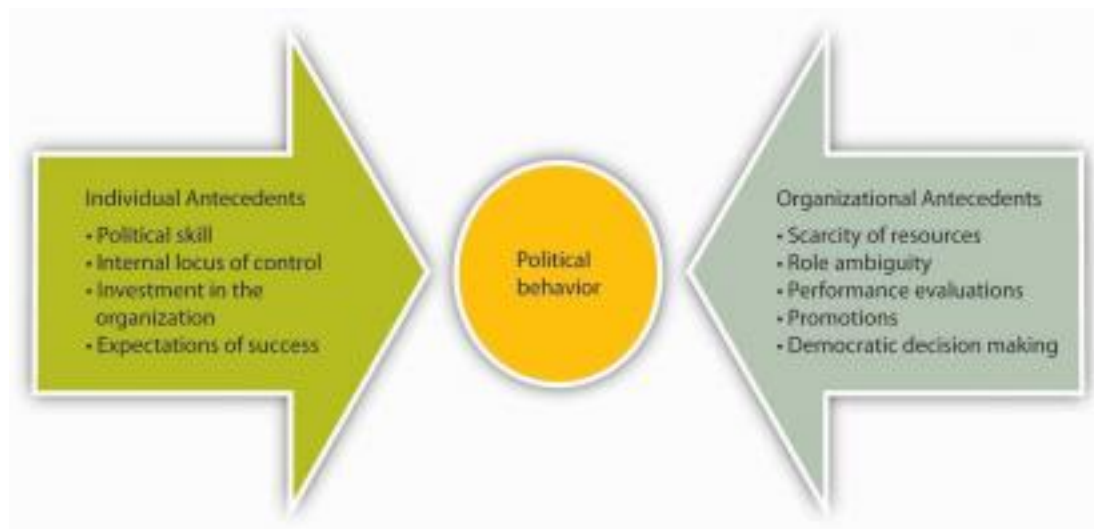 Individual Antecedents
• Political skill
• Internal locus of control
• Investment in the
organization
• Expectations of success
Political
behavior
Organizational Antecedents
• Scarcity of resources
• Role ambiguity
• Performance evaluations
• Promotions
• Democratic decision making